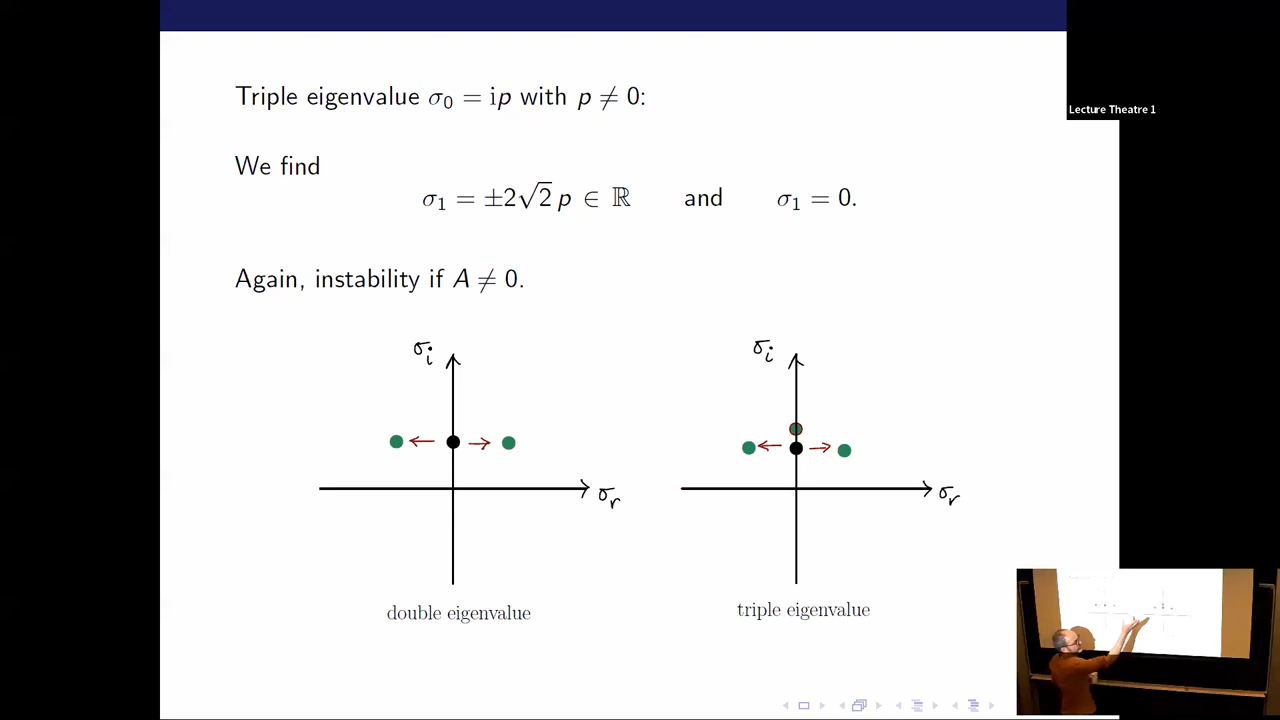 Triple eigenvalue σ₀ = ip with p ≠ 0:
Lecture Theatre 1
We find
σ₁ = ±2√2 p ∈ ℝ and σ₁ = 0.
Again, instability if A ≠ 0.
σᵢ σᵢ
σᵣ σᵣ
double eigenvalue triple eigenvalue